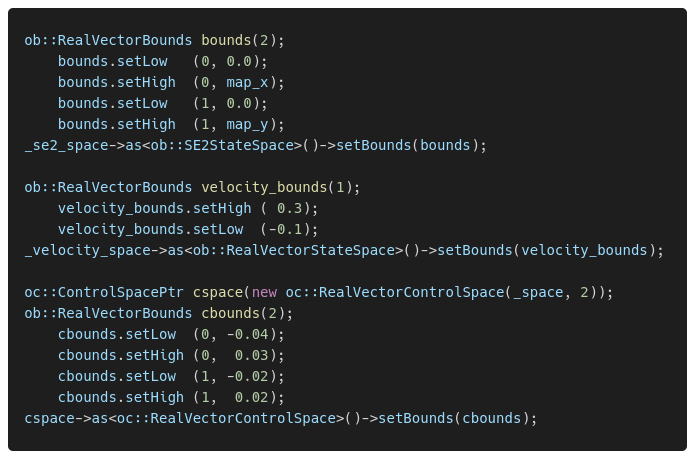 ob::RealVectorBounds bounds(2);
    bounds.setLow   (0, 0.0);
    bounds.setHigh  (0, map_x);
    bounds.setLow   (1, 0.0);
    bounds.setHigh  (1, map_y);
_se2_space->as<ob::SE2StateSpace>()->setBounds(bounds);

ob::RealVectorBounds velocity_bounds(1);
    velocity_bounds.setHigh ( 0.3);
    velocity_bounds.setLow  (-0.1);
_velocity_space->as<ob::RealVectorStateSpace>()->setBounds(velocity_bounds);

oc::ControlSpacePtr cspace(new oc::RealVectorControlSpace(_space, 2));
ob::RealVectorBounds cbounds(2);
    cbounds.setLow  (0, -0.04);
    cbounds.setHigh (0,  0.03);
    cbounds.setLow  (1, -0.02);
    cbounds.setHigh (1,  0.02);
cspace->as<oc::RealVectorControlSpace>()->setBounds(cbounds);